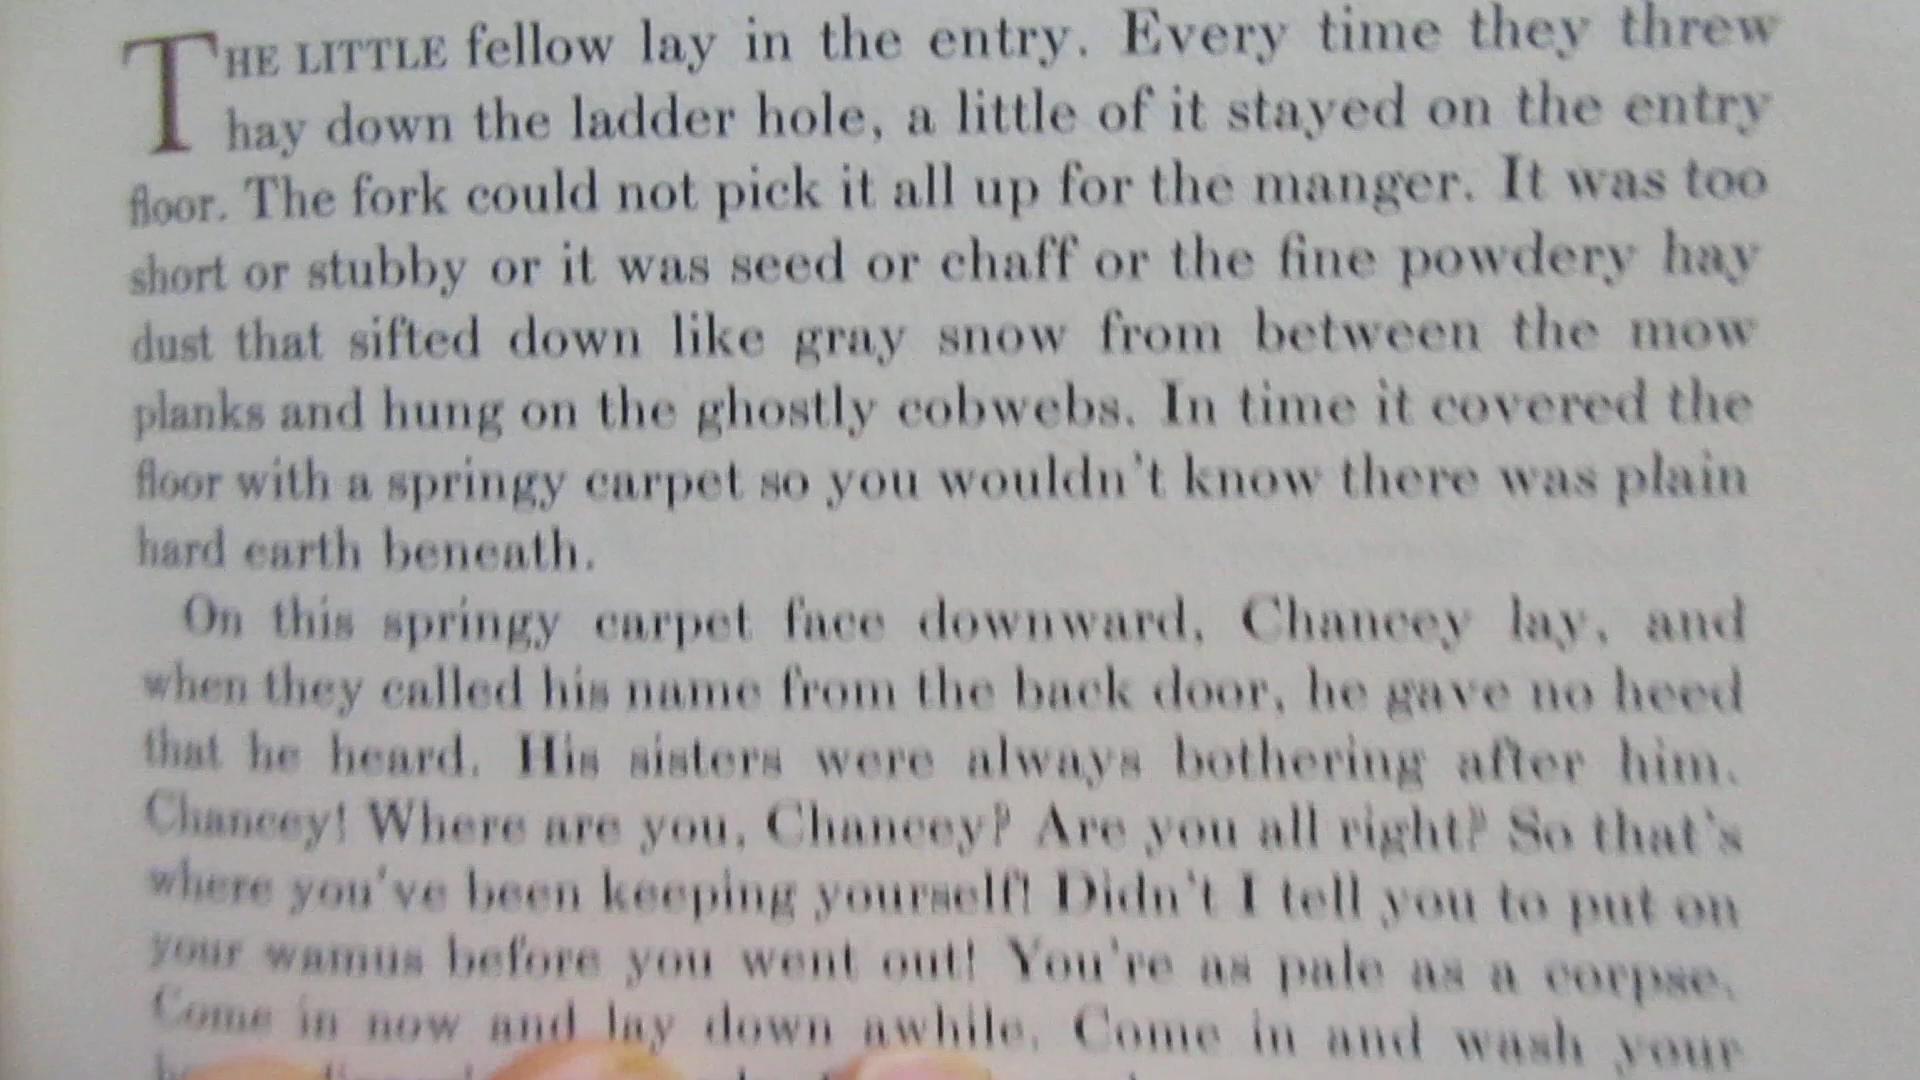 THE LITTLE fellow lay in the entry. Every time they threw
hay down the ladder hole, a little of it stayed on the entry
floor. The fork could not pick it all up for the manger. It was too
short or stubby or it was seed or chaff or the fine powdery hay
dust that sifted down like gray snow from between the mow
planks and hung on the ghostly cobwebs. In time it covered the
floor with a springy carpet so you wouldn't know there was plain
hard earth beneath.
On this springy carpet face downward, Chancey lay, and
when they called his name from the back door, he gave no heed
that he heard. His sisters were always bothering after him.
Chancey! Where are you, Chancey? Are you all right? So that's
where you've been keeping yourself! Didn't I tell you to put on
your wamus before you went out! You're as pale as a corpse.
Come in now and lay down awhile. Come in and wash your